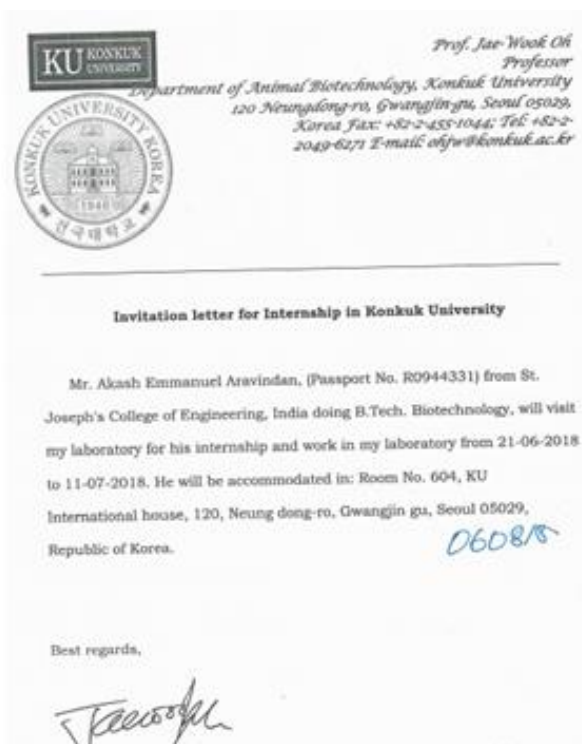 KU KONKUK
UNIVERSITY
Prof. Jae-Wook Oh
Professor
Department of Animal Biotechnology, Konkuk University
120 Neungdong-ro, Gwangjin-gu, Seoul 05029,
Korea Fax: +82-2-455-1044; Tel: +82-2-
2049-6271 E-mail: ohjw@konkuk.ac.kr
KONKUK UNIVERSITY KOREA
1946
건국대학교
Invitation letter for Internship in Konkuk University
Mr. Akash Emmanuel Aravindan, (Passport No. R0944331) from St.
Joseph's College of Engineering, India doing B.Tech. Biotechnology, will visit
my laboratory for his internship and work in my laboratory from 21-06-2018
to 11-07-2018. He will be accommodated in: Room No. 604, KU
International house, 120, Neung dong-ro, Gwangjin gu, Seoul 05029,
Republic of Korea.
Best regards,